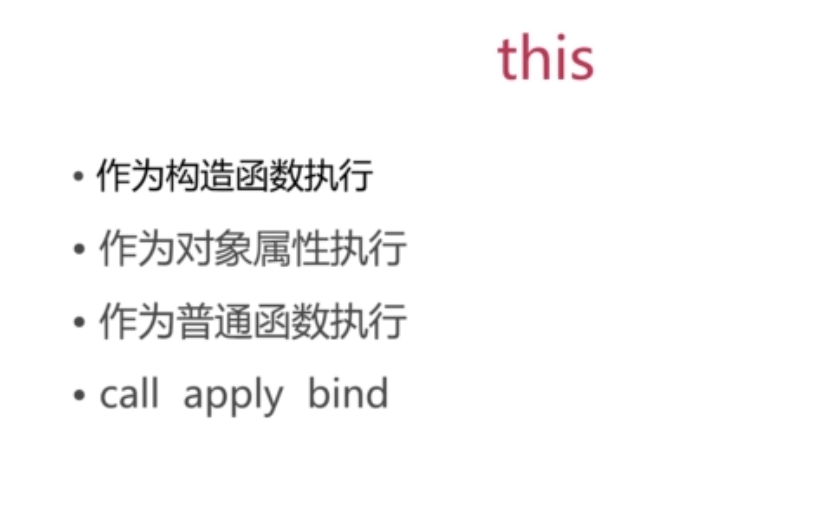 this
• 作为构造函数执行
• 作为对象属性执行
• 作为普通函数执行
• call apply bind